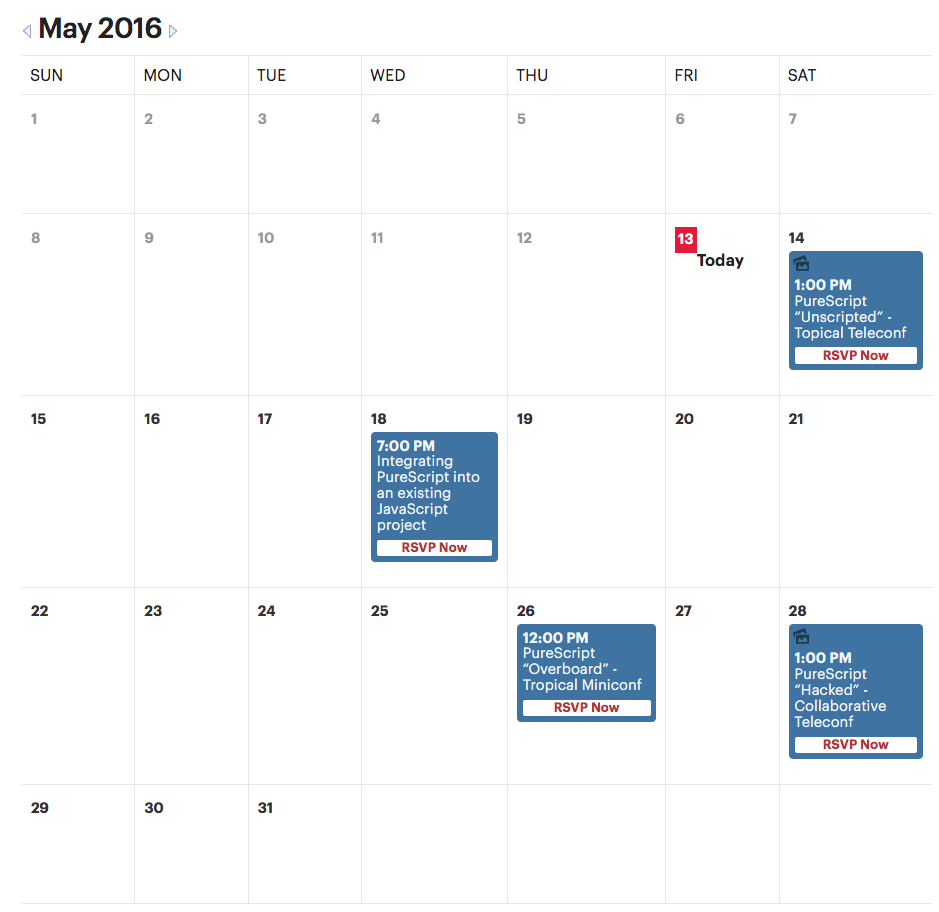 May 2016
SUN MON TUE WED THU FRI SAT
1 2 3 4 5 6 7
8 9 10 11 12 13 14
Today
1:00 PM
PureScript
“Unscripted” -
Topical Teleconf
RSVP Now
15 16 17 18 19 20 21
7:00 PM
Integrating
PureScript into
an existing
JavaScript
project
RSVP Now
22 23 24 25 26 27 28
12:00 PM
PureScript
“Overboard” -
Tropical Miniconf
RSVP Now
1:00 PM
PureScript
“Hacked” -
Collaborative
Teleconf
RSVP Now
29 30 31